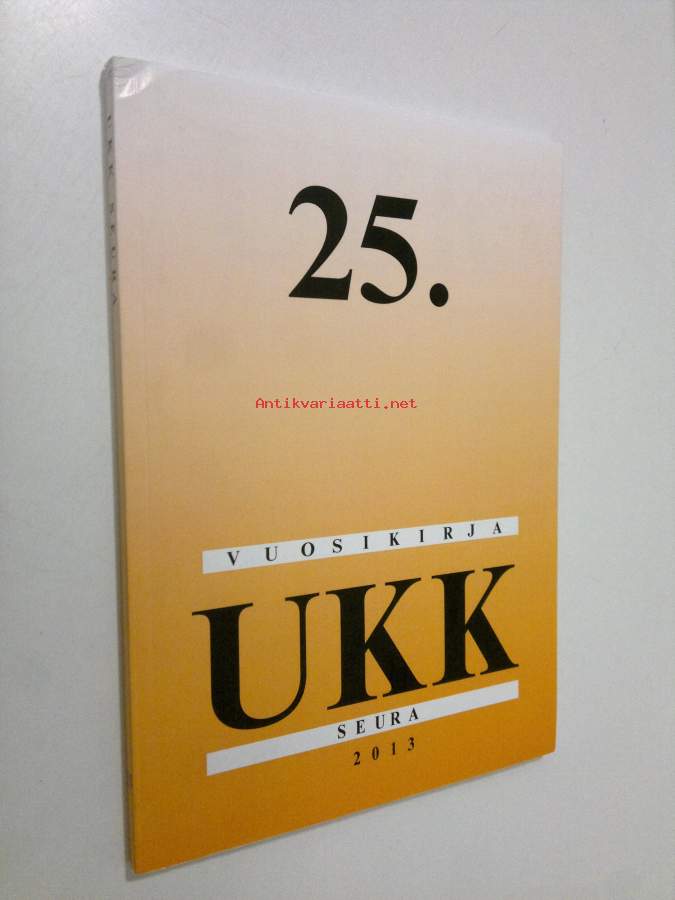 UKK SEURA
25.
Antikvariaatti.net
VUOSIKIRJA
UKK
SEURA
2013